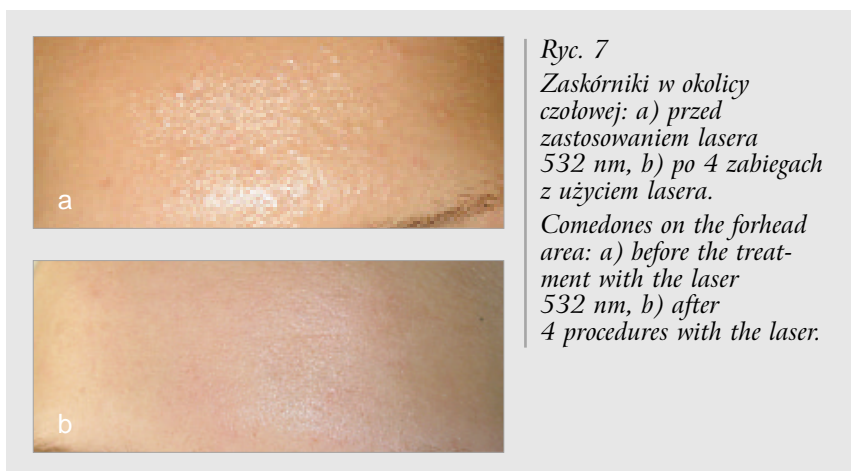 a
b
Ryc. 7
Zaskórniki w okolicy
czołowej: a) przed
zastosowaniem lasera
532 nm, b) po 4 zabiegach
z użyciem lasera.
Comedones on the forhead
area: a) before the treat-
ment with the laser
532 nm, b) after
4 procedures with the laser.